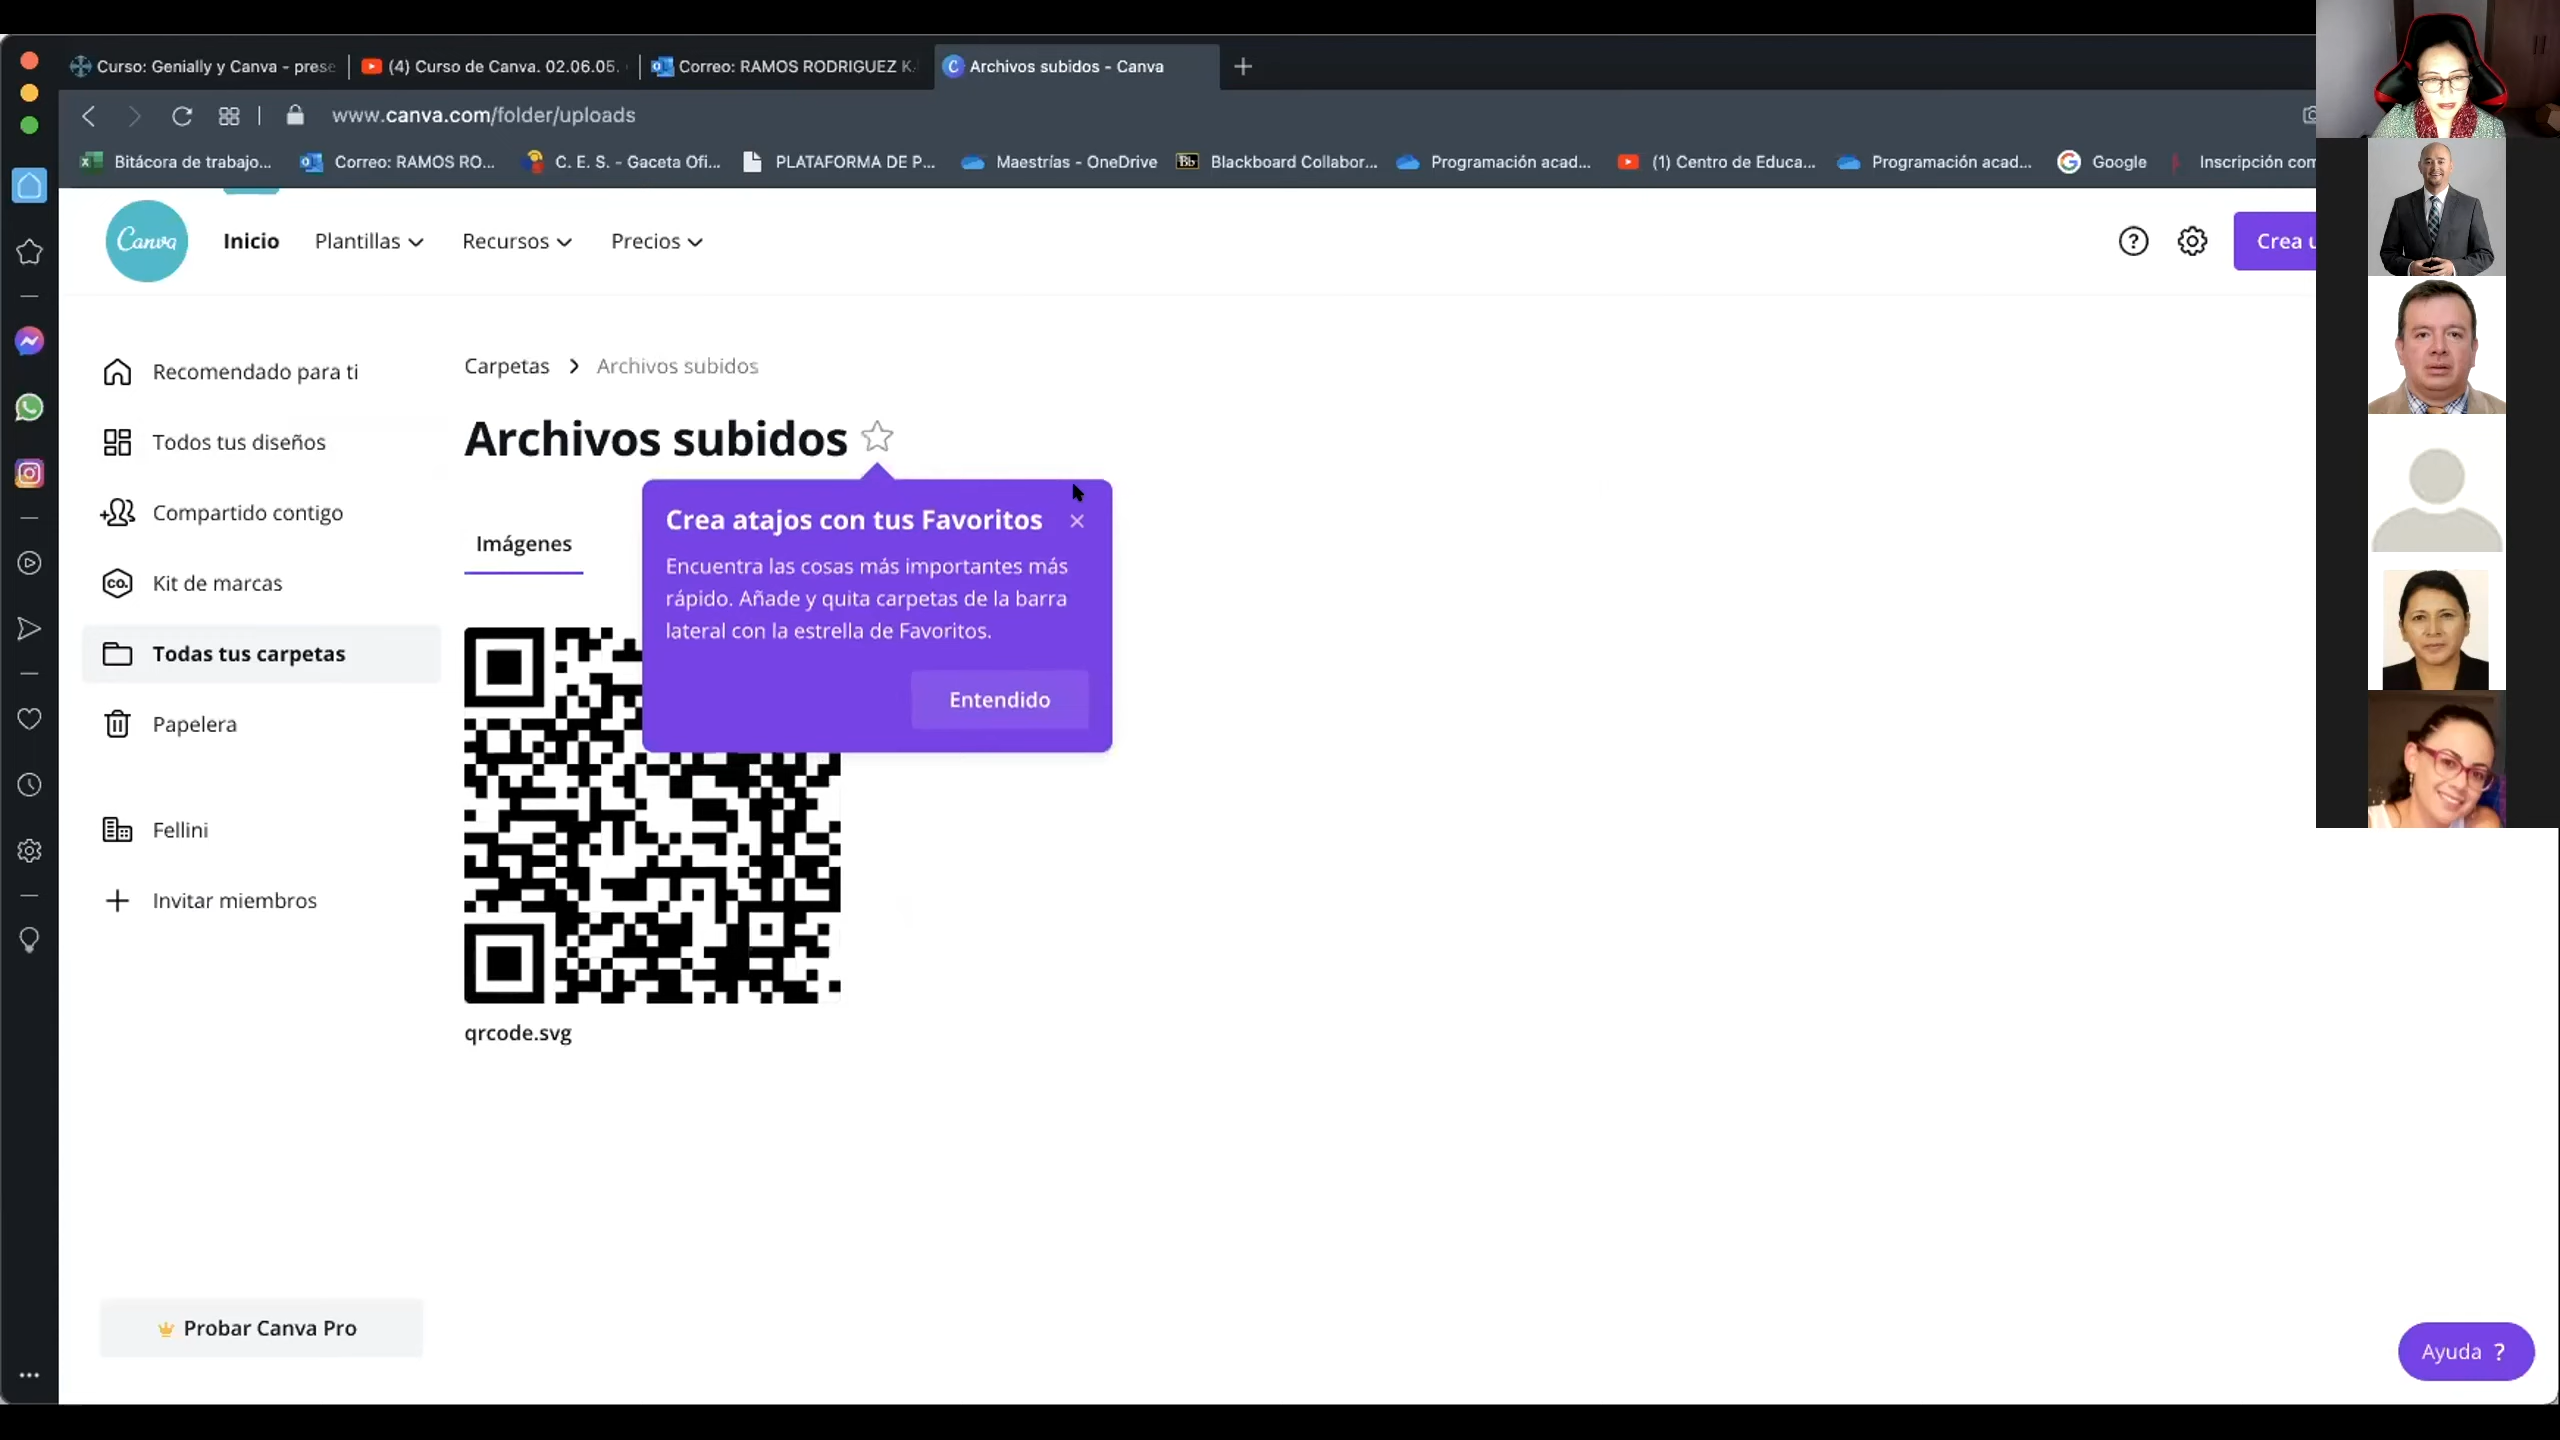 Curso: Genially y Canva - prese
(4) Curso de Canva. 02.06.05.
Correo: RAMOS RODRIGUEZ K
Archivos subidos - Canva
www.canva.com/folder/uploads
Bitácora de trabajo...
Correo: RAMOS RO...
C. E. S. - Gaceta Ofi...
PLATAFORMA DE P...
Maestrías - OneDrive
Bb
Blackboard Collabor...
Programación acad...
(1) Centro de Educa...
Programación acad...
Google
Inscripción com
Canva
Inicio
Plantillas
Recursos
Precios
Crea u
Recomendado para ti
Todos tus diseños
Compartido contigo
CO.
Kit de marcas
Todas tus carpetas
Papelera
Fellini
Invitar miembros
Probar Canva Pro
Carpetas > Archivos subidos
Archivos subidos
Imágenes
Crea atajos con tus Favoritos
Encuentra las cosas más importantes más
rápido. Añade y quita carpetas de la barra
lateral con la estrella de Favoritos.
Entendido
qrcode.svg
Ayuda ?